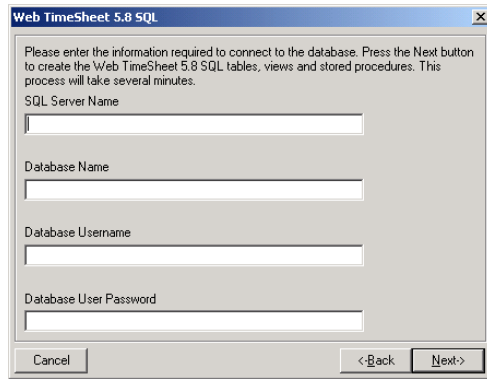 Web TimeSheet 5.8 SQL
Please enter the information required to connect to the database. Press the Next button
to create the Web TimeSheet 5.8 SQL tables, views and stored procedures. This
process will take several minutes.
SQL Server Name
Database Name
Database Username
Database User Password
Cancel
<-Back
Next->